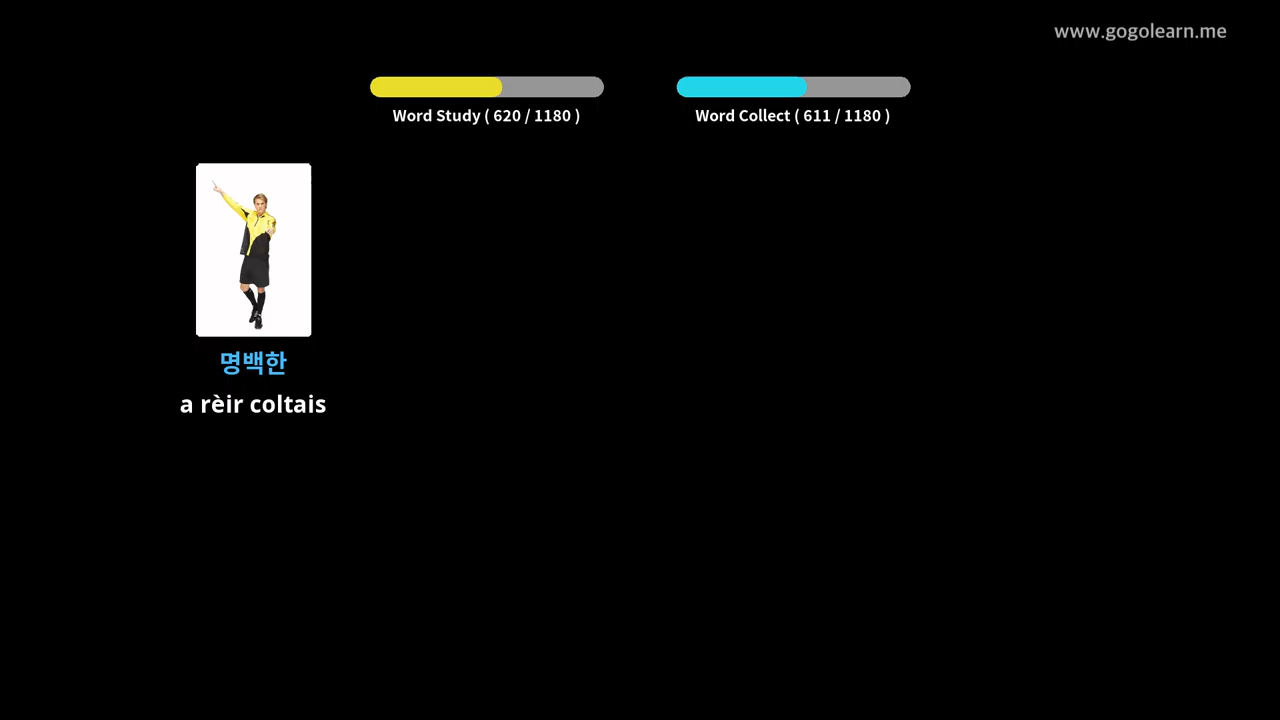 www.gogolearn.me
Word Study ( 620 / 1180 )
Word Collect ( 611 / 1180 )
명백한
a rèir coltais